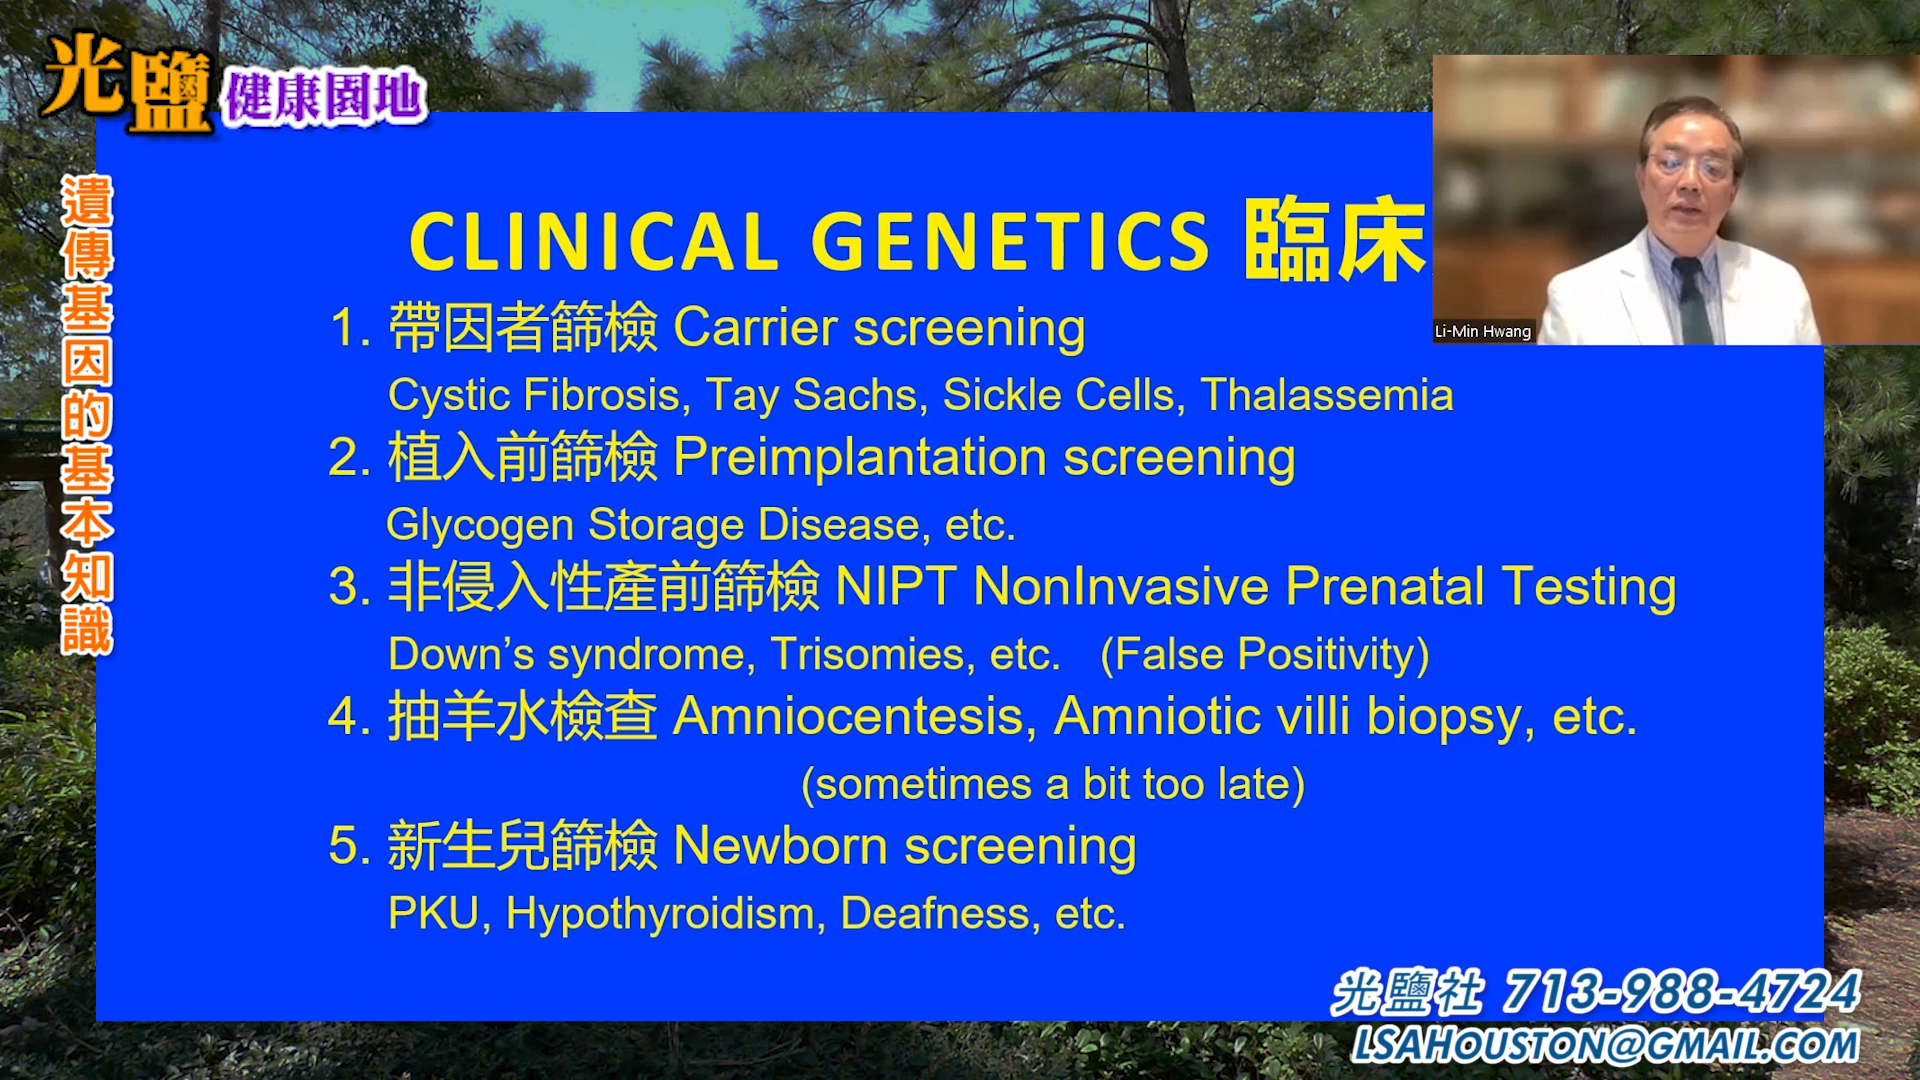 光鹽健康園地
遺傳基因的基本知識
CLINICAL GENETICS 臨床
Li-Min Hwang
1. 帶因者篩檢 Carrier screening
Cystic Fibrosis, Tay Sachs, Sickle Cells, Thalassemia
2. 植入前篩檢 Preimplantation screening
Glycogen Storage Disease, etc.
3. 非侵入性產前篩檢 NIPT NonInvasive Prenatal Testing
Down’s syndrome, Trisomies, etc. (False Positivity)
4. 抽羊水檢查 Amniocentesis, Amniotic villi biopsy, etc.
(sometimes a bit too late)
5. 新生兒篩檢 Newborn screening
PKU, Hypothyroidism, Deafness, etc.
光鹽社 713-988-4724
LSAHOUSTON@GMAIL.COM